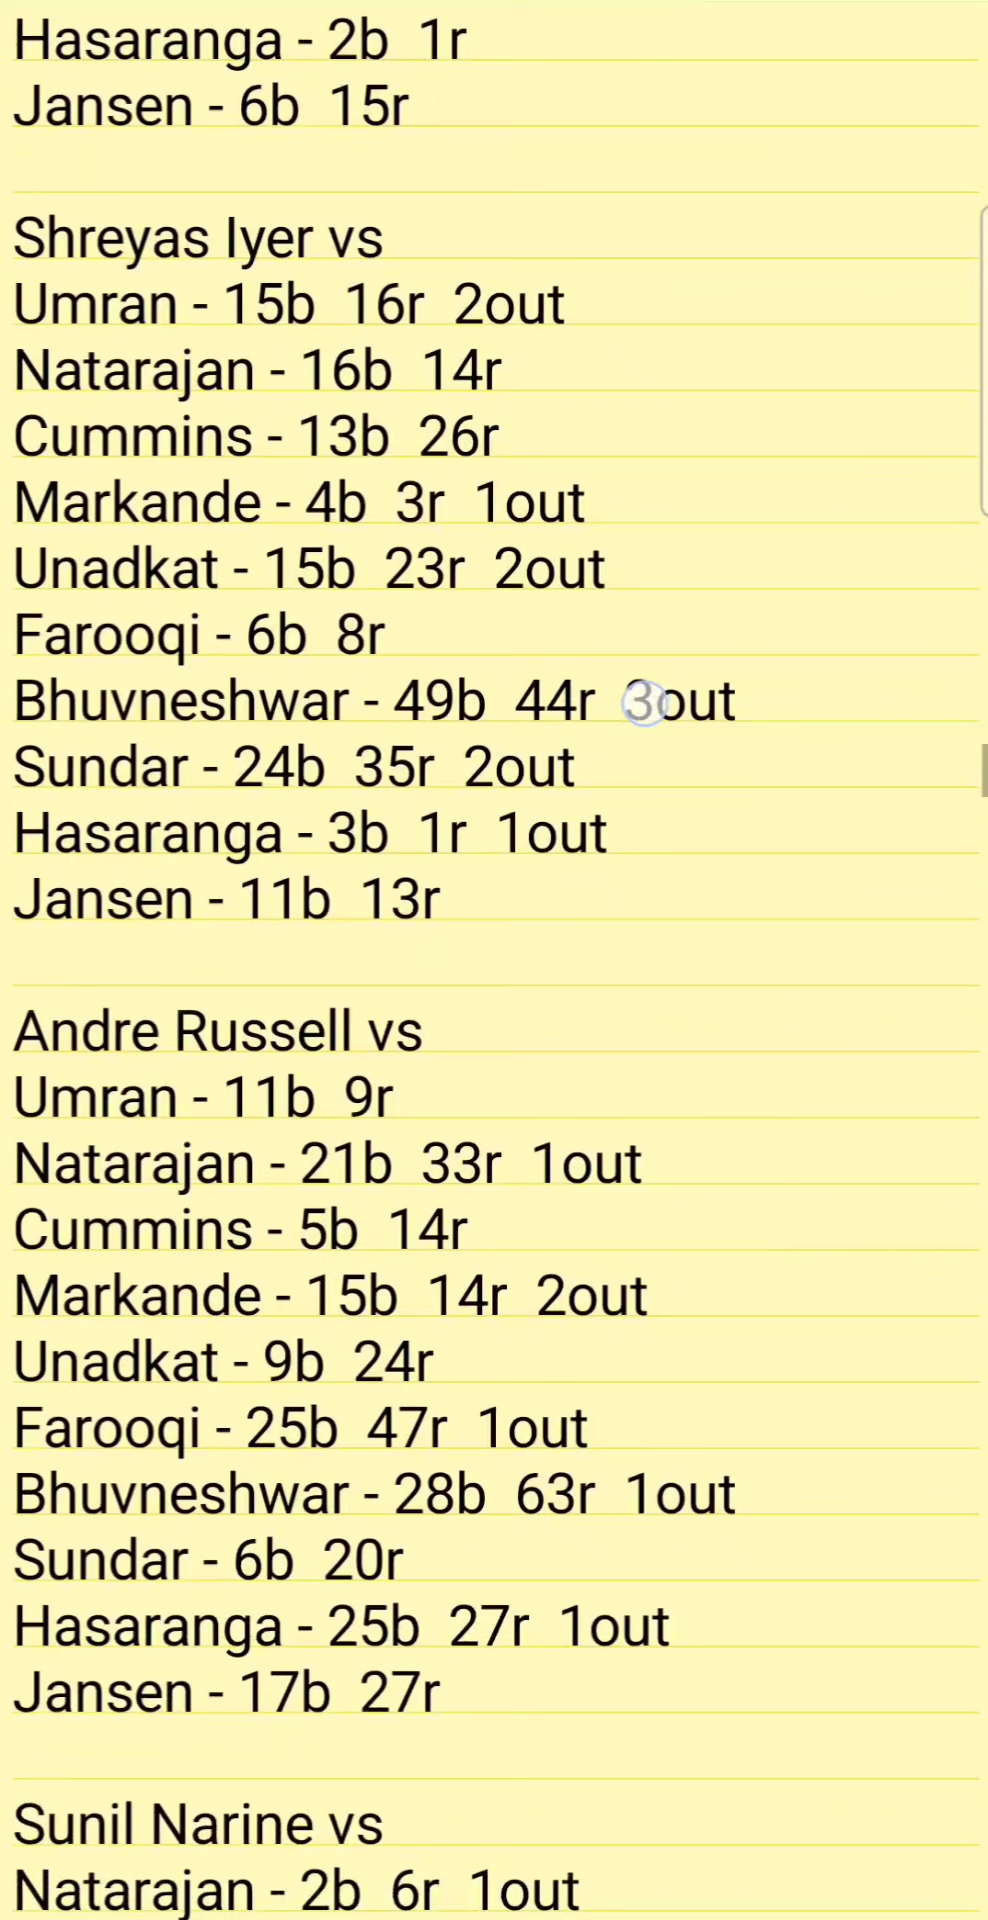 Hasaranga - 2b 1r
Jansen - 6b 15r
Shreyas Iyer vs
Umran - 15b 16r 2out
Natarajan - 16b 14r
Cummins - 13b 26r
Markande - 4b 3r 1out
Unadkat - 15b 23r 2out
Farooqi - 6b 8r
Bhuvneshwar - 49b 44r 3out
Sundar - 24b 35r 2out
Hasaranga - 3b 1r 1out
Jansen - 11b 13r
Andre Russell vs
Umran - 11b 9r
Natarajan - 21b 33r 1out
Cummins - 5b 14r
Markande - 15b 14r 2out
Unadkat - 9b 24r
Farooqi - 25b 47r 1out
Bhuvneshwar - 28b 63r 1out
Sundar - 6b 20r
Hasaranga - 25b 27r 1out
Jansen - 17b 27r
Sunil Narine vs
Natarajan - 2b 6r 1out